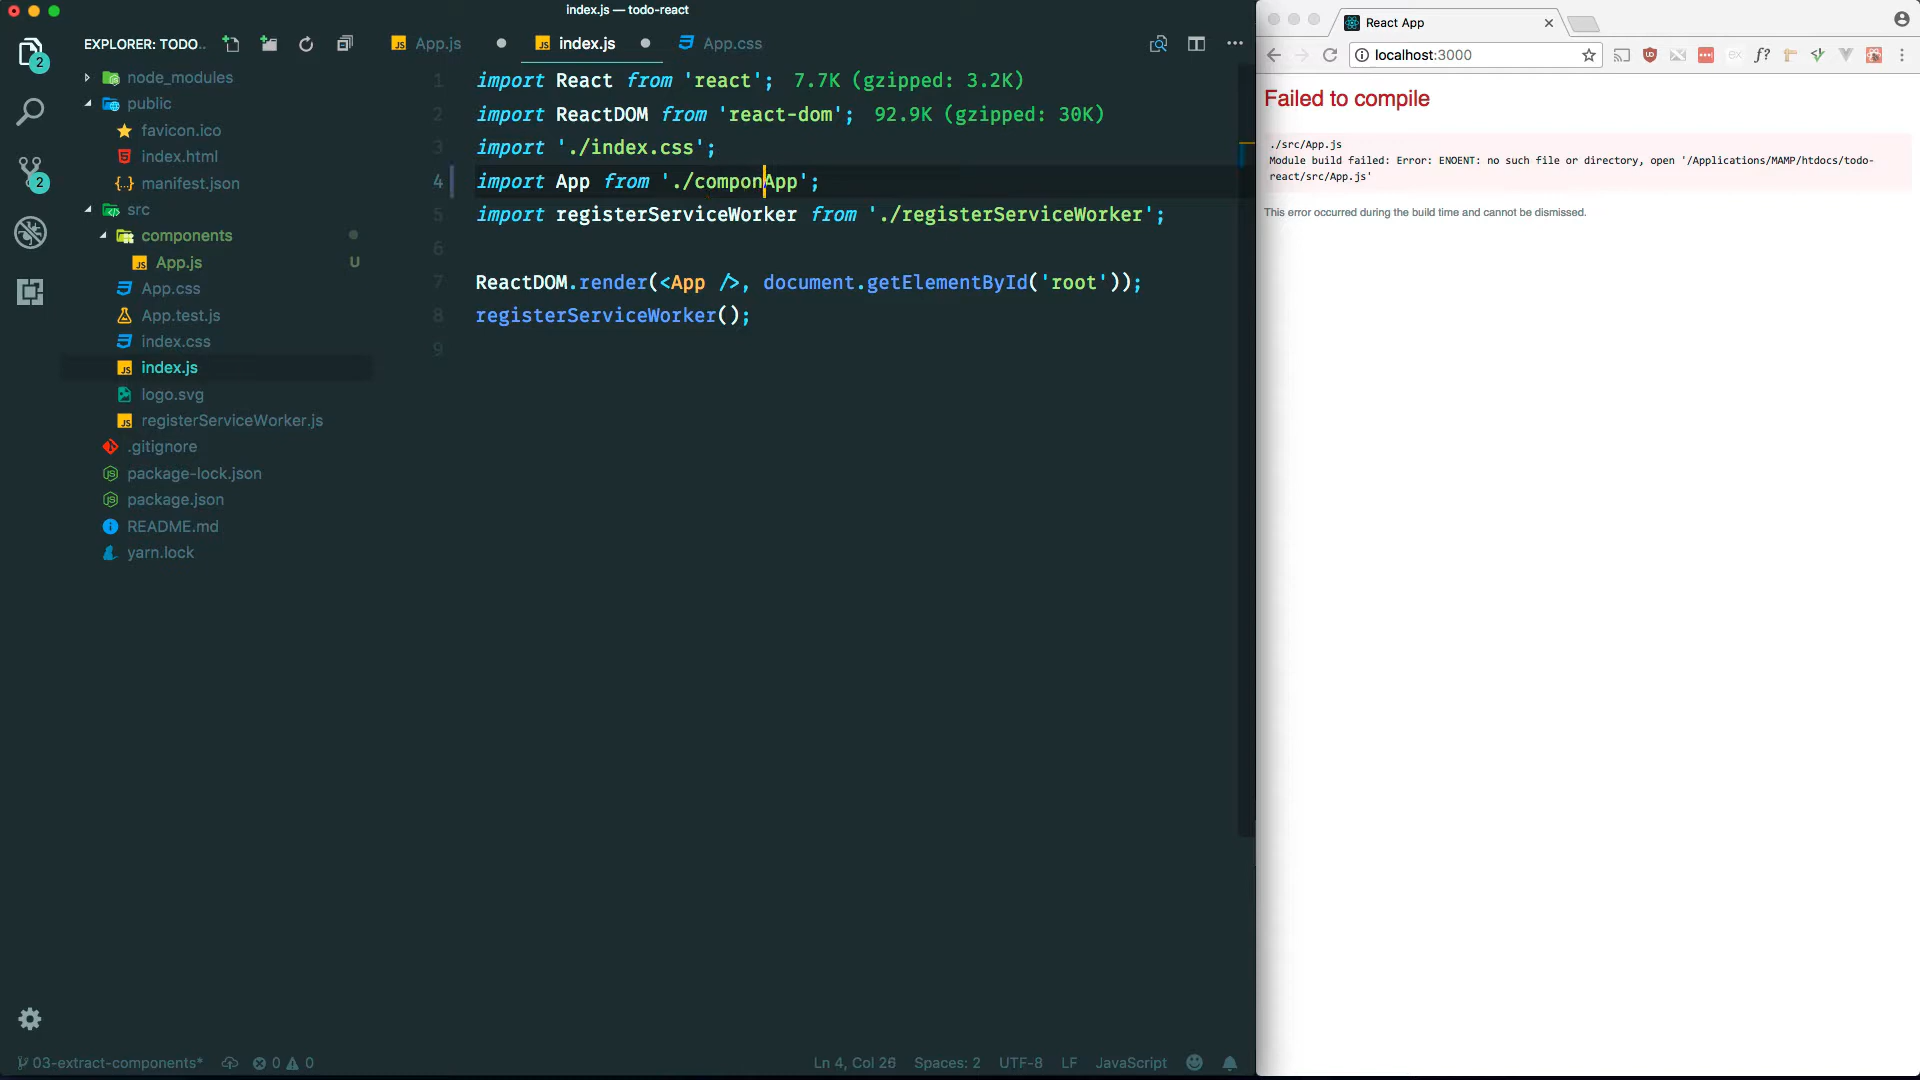 index.js — todo-react
EXPLORER: TODO..
2
2
node_modules
public
favicon.ico
index.html
manifest.json
src
components
App.js U
App.css
App.test.js
index.css
index.js
logo.svg
registerServiceWorker.js
.gitignore
package-lock.json
package.json
README.md
yarn.lock
App.js
index.js
App.css
1 import React from 'react'; 7.7K (gzipped: 3.2K)
2 import ReactDOM from 'react-dom'; 92.9K (gzipped: 30K)
3 import './index.css';
4 import App from './componApp';
5 import registerServiceWorker from './registerServiceWorker';
6
7 ReactDOM.render(<App />, document.getElementById('root'));
8 registerServiceWorker();
9
03-extract-components* 0 0
Ln 4, Col 26 Spaces: 2 UTF-8 LF JavaScript
React App
localhost:3000
f?
Failed to compile
./src/App.js
Module build failed: Error: ENOENT: no such file or directory, open '/Applications/MAMP/htdocs/todo-
react/src/App.js'
This error occurred during the build time and cannot be dismissed.